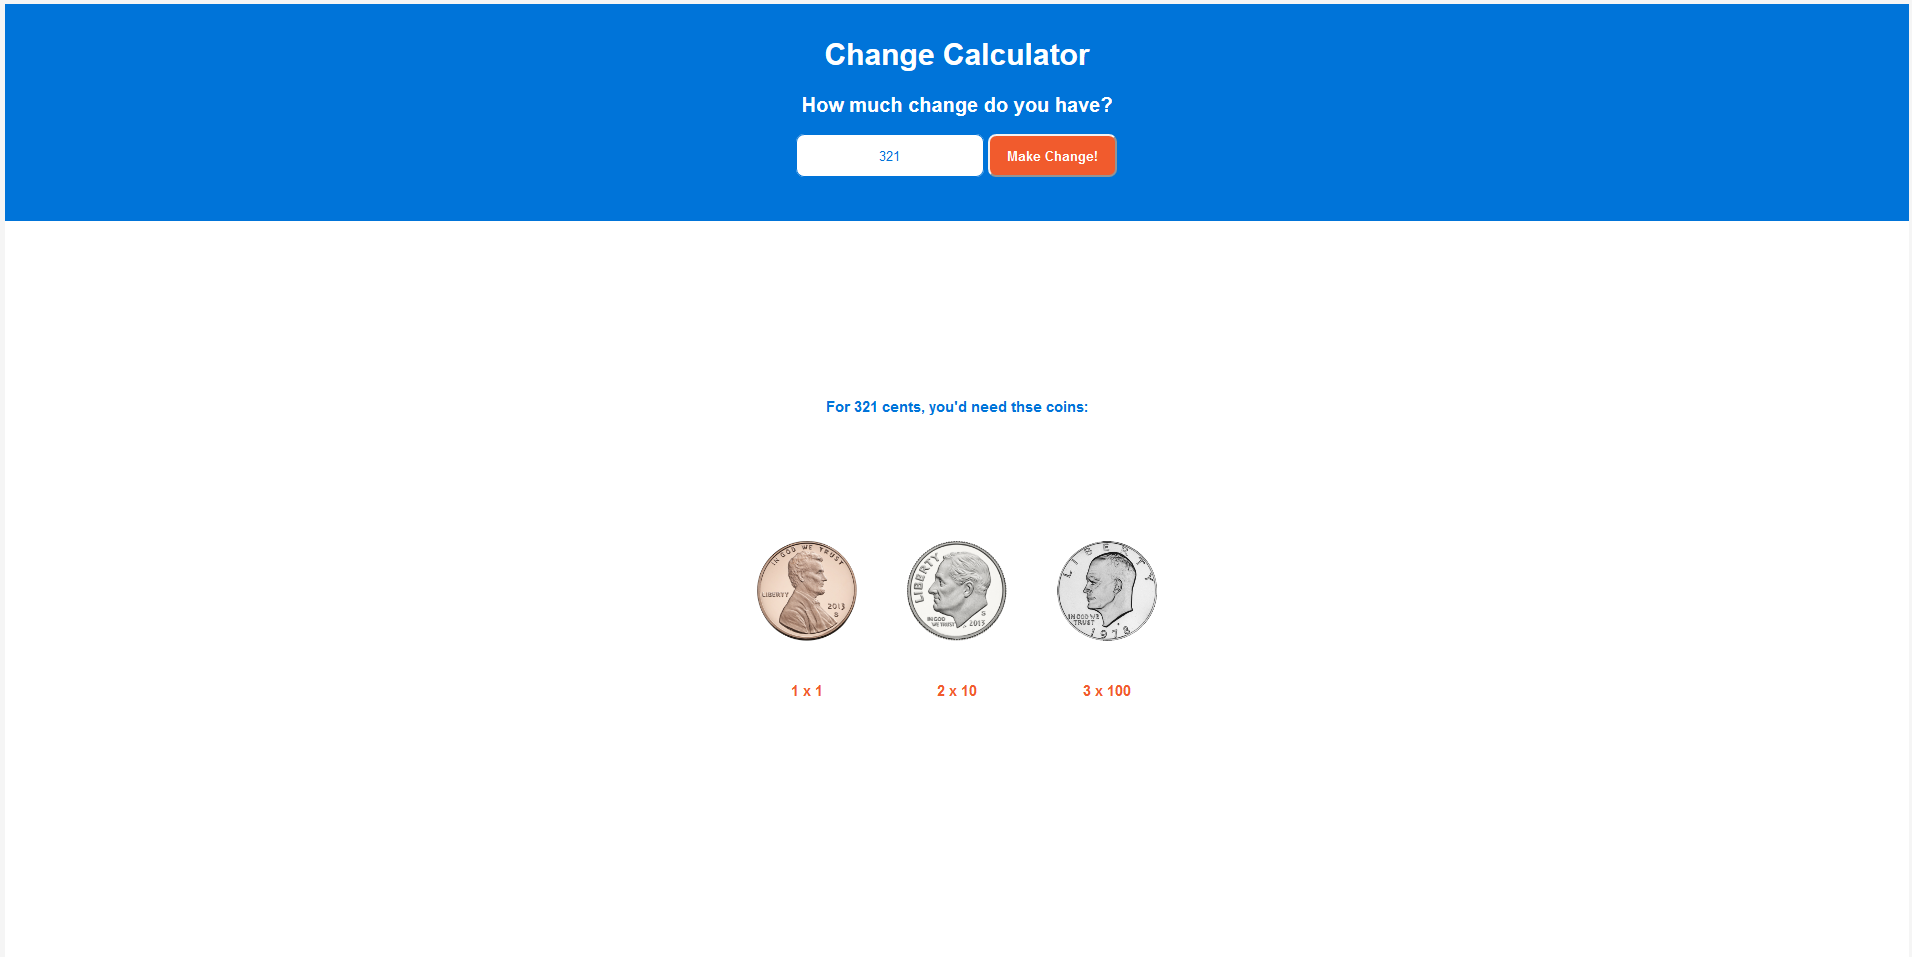 Change Calculator
How much change do you have?
321 Make Change!
For 321 cents, you'd need thse coins:
IN GOD WE TRUST
LIBERTY
2013
S
LIBERTY
IN GOD
WE TRUST
2013
S
LIBERTY
IN GOD WE
TRUST
1978
1 x 1 2 x 10 3 x 100